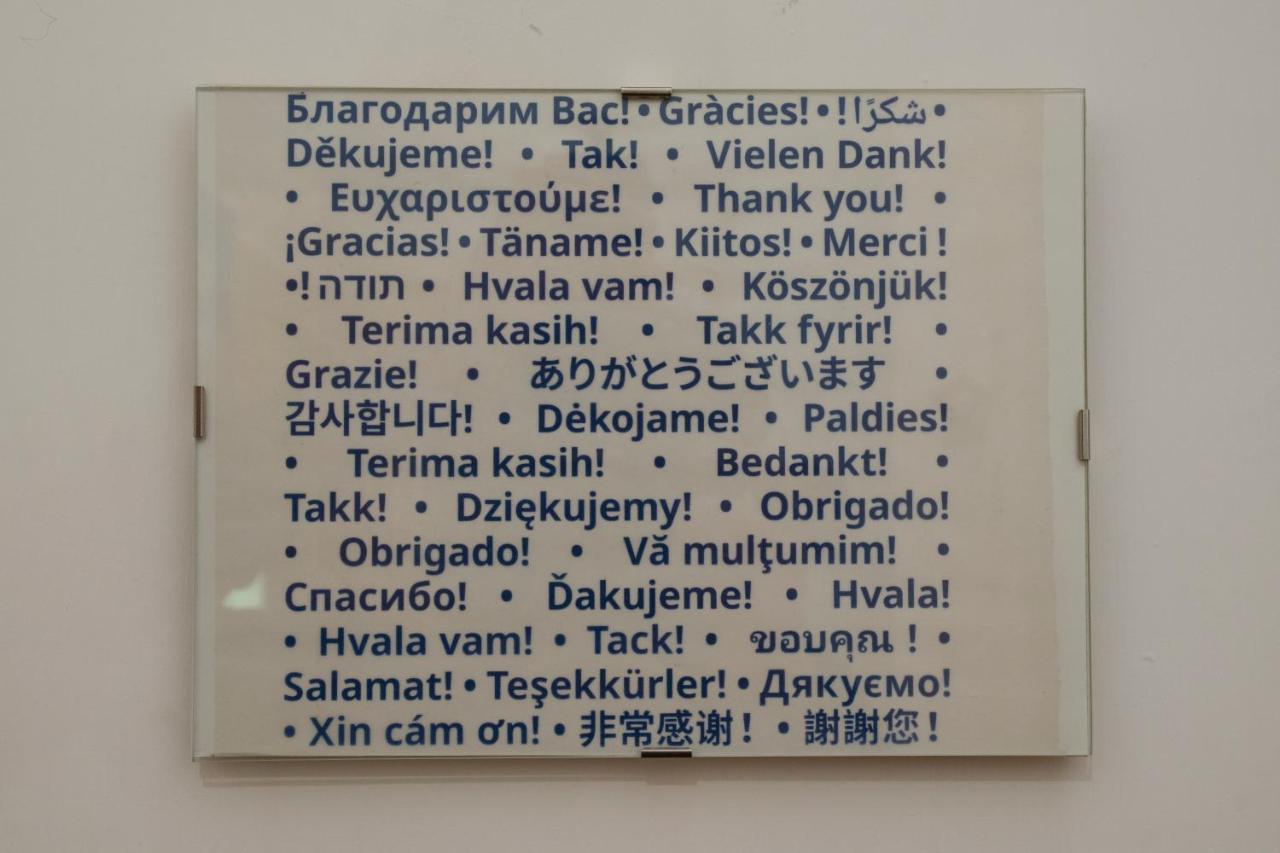 Благодарим Вас! • Gràcies! • شكرًا! •
Děkujeme! • Tak! • Vielen Dank!
• Ευχαριστούμε! • Thank you! •
¡Gracias! • Täname! • Kiitos! • Merci !
• תודה! • Hvala vam! • Köszönjük!
• Terima kasih! • Takk fyrir! •
Grazie! • ありがとうございます •
감사합니다! • Dėkojame! • Paldies!
• Terima kasih! • Bedankt! •
Takk! • Dziękujemy! • Obrigado!
• Obrigado! • Vă mulţumim! •
Спасибо! • Ďakujeme! • Hvala!
• Hvala vam! • Tack! • ขอบคุณ ! •
Salamat! • Teşekkürler! • Дякуємо!
• Xin cám ơn! • 非常感谢！ • 謝謝您！